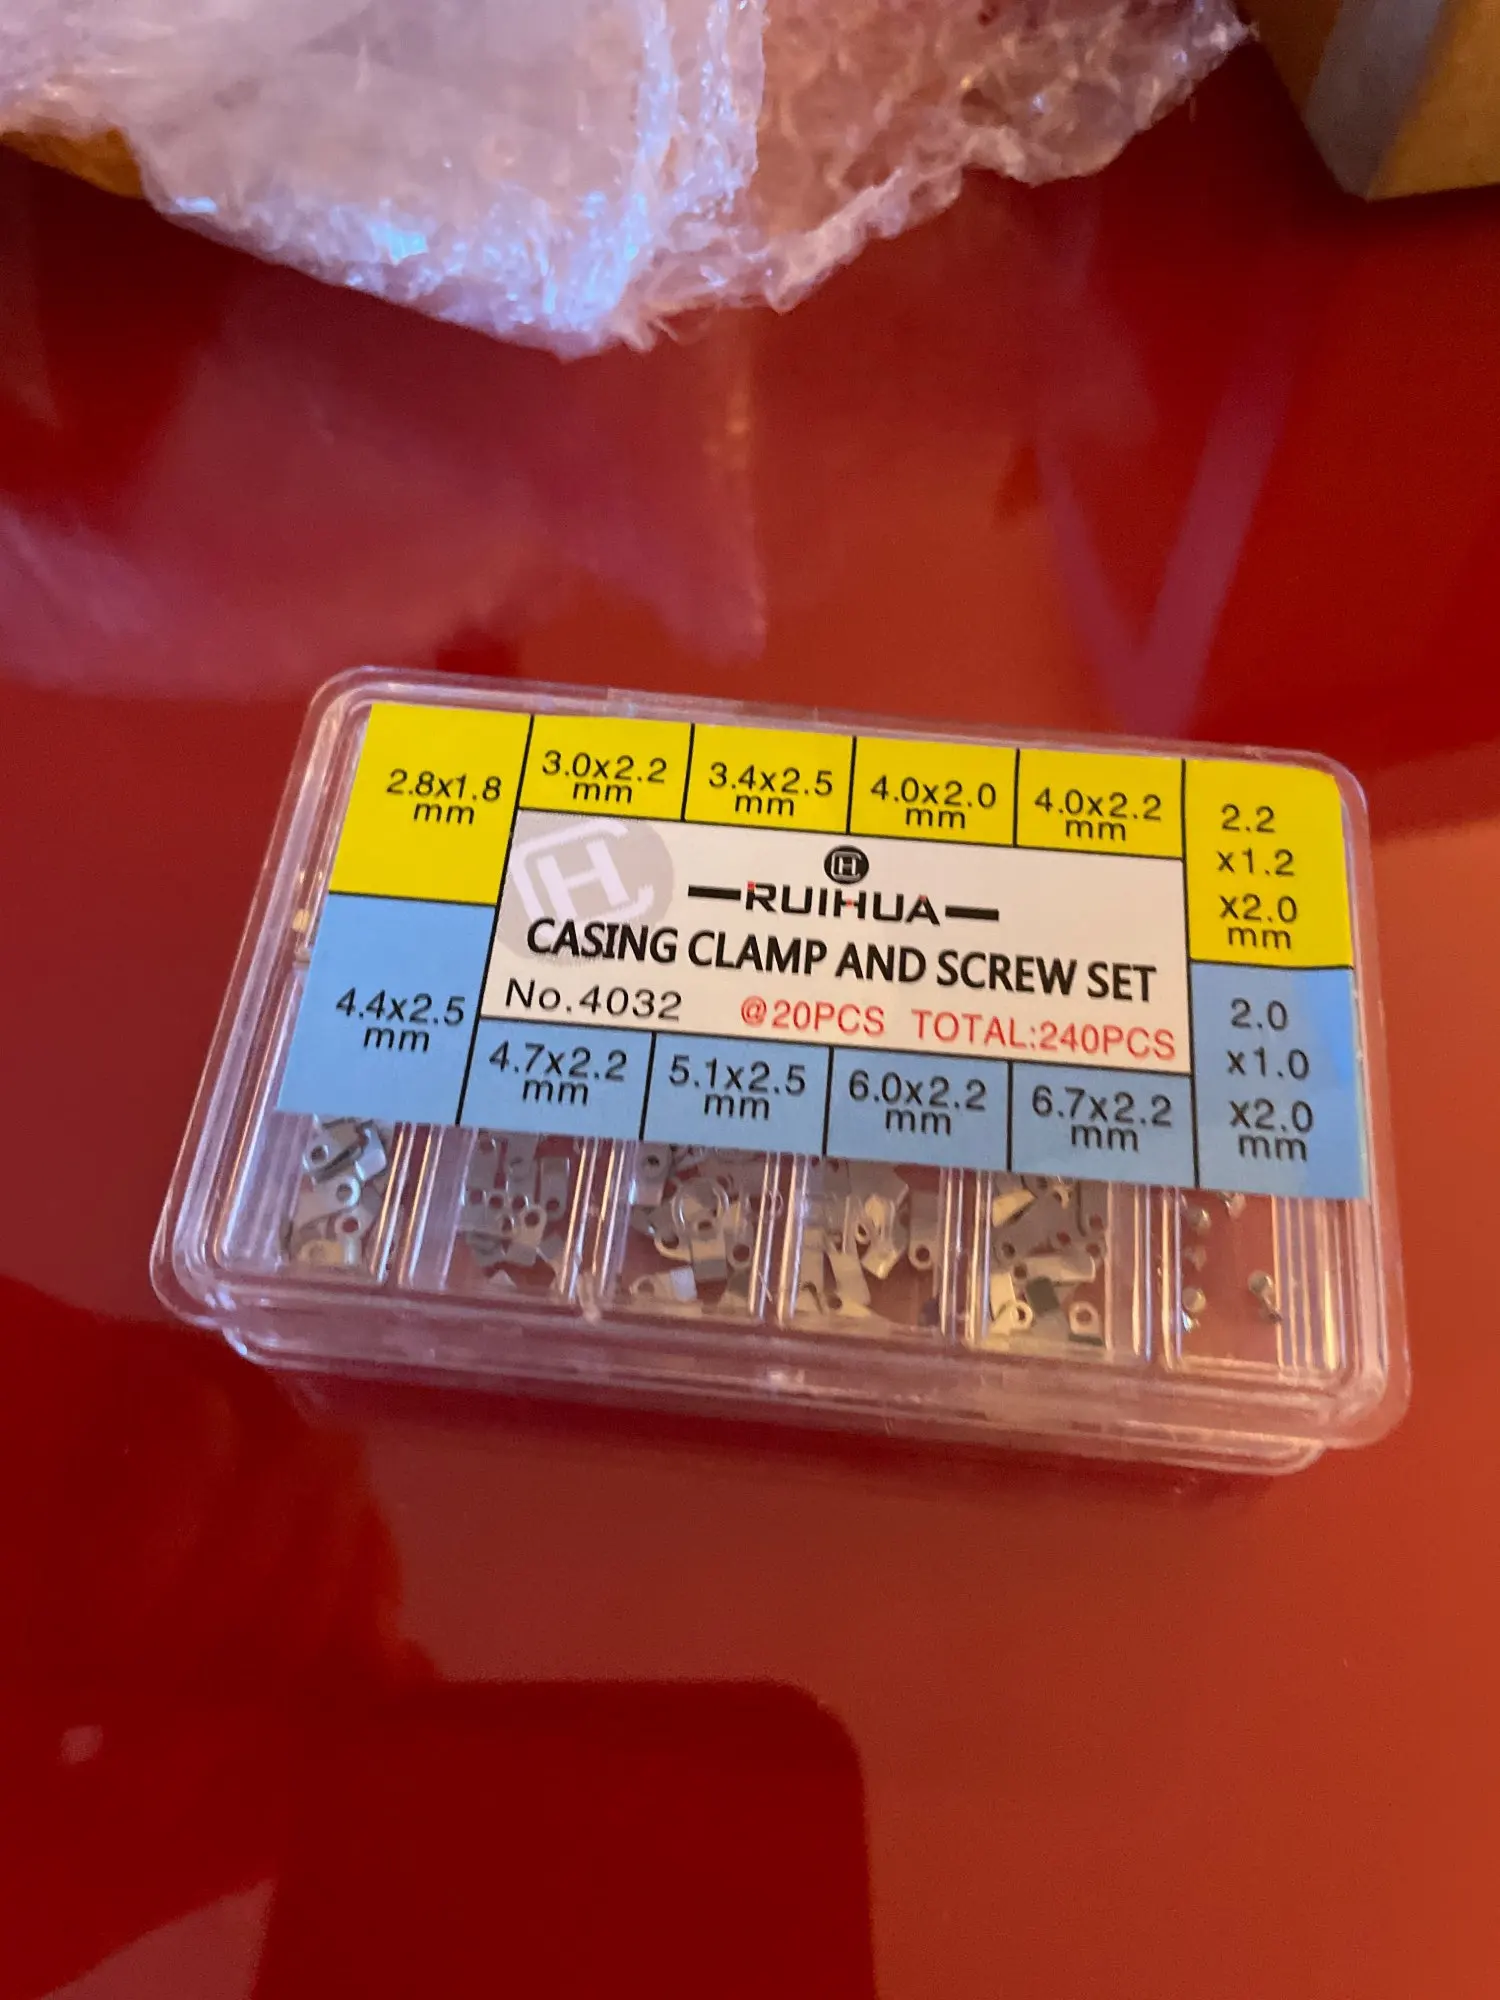 2.8x1.8
mm
3.0x2.2
mm
3.4x2.5
mm
4.0x2.0
mm
4.0x2.2
mm
2.2
x1.2
x2.0
mm
RUIHUA
CASING CLAMP AND SCREW SET
No.4032 @20PCS TOTAL:240PCS
4.4x2.5
mm
4.7x2.2
mm
5.1x2.5
mm
6.0x2.2
mm
6.7x2.2
mm
2.0
x1.0
x2.0
mm